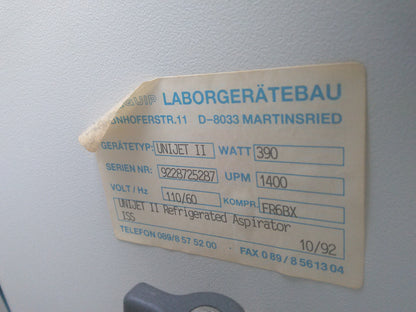 QUIP LABORGERÄTEBAU
NHOFERSTR.11 D-8033 MARTINSRIED
GERÄTETYP: UNIJET II WATT 390
SERIEN NR: 9228725287 UPM 1400
VOLT / Hz 110/60 KOMPR. FR6BX
UNIJET II Refrigerated Aspirator
ISS 10/92
TELEFON 089/8 57 52 00 - FAX 0 89 / 8 56 13 04